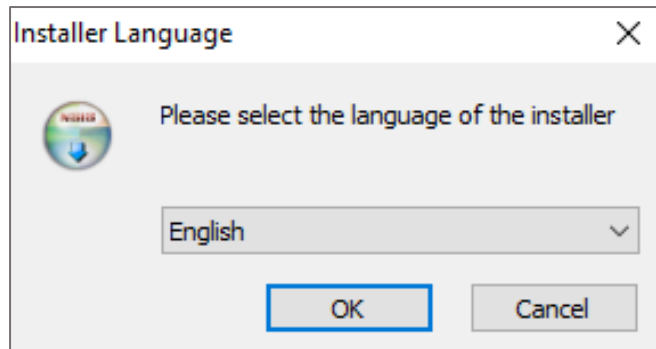 Installer Language
Please select the language of the installer
English
OK
Cancel